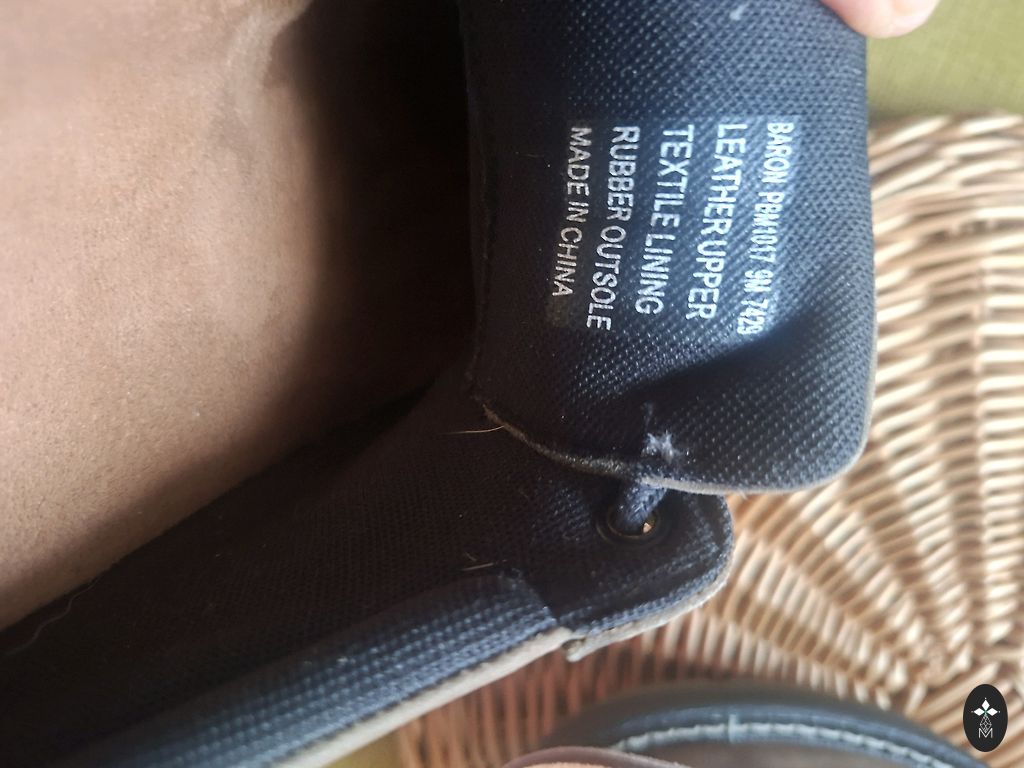 BARON PBM1017 9M 7429
LEATHER UPPER
TEXTILE LINING
RUBBER OUTSOLE
MADE IN CHINA